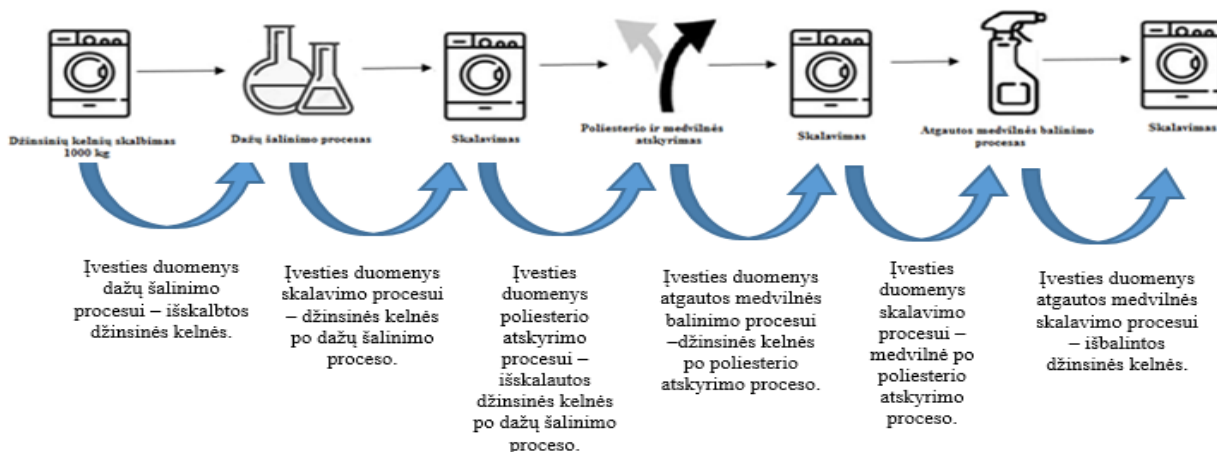 Džinsinių kelnių skalbimas
1000 kg
Dažų šalinimo procesas
Skalavimas
Poliesterio ir medvilnės
atskyrimas
Skalavimas
Atgautos medvilnės balinimo
procesas
Skalavimas
Įvesties duomenys
dažų šalinimo
procesui – išskalbtos
džinsinės kelnės.
Įvesties duomenys
skalavimo procesui
– džinsinės kelnės
po dažų šalinimo
proceso.
Įvesties
duomenys
poliesterio
atskyrimo
procesui –
išskalautos
džinsinės kelnės
po dažų šalinimo
proceso.
Įvesties duomenys
atgautos medvilnės
balinimo procesui
–džinsinės kelnės
po poliesterio
atskyrimo proceso.
Įvesties
duomenys
skalavimo
procesui –
medvilnė po
poliesterio
atskyrimo
proceso.
Įvesties duomenys
atgautos medvilnės
skalavimo procesui
– išbalintos
džinsinės kelnės.